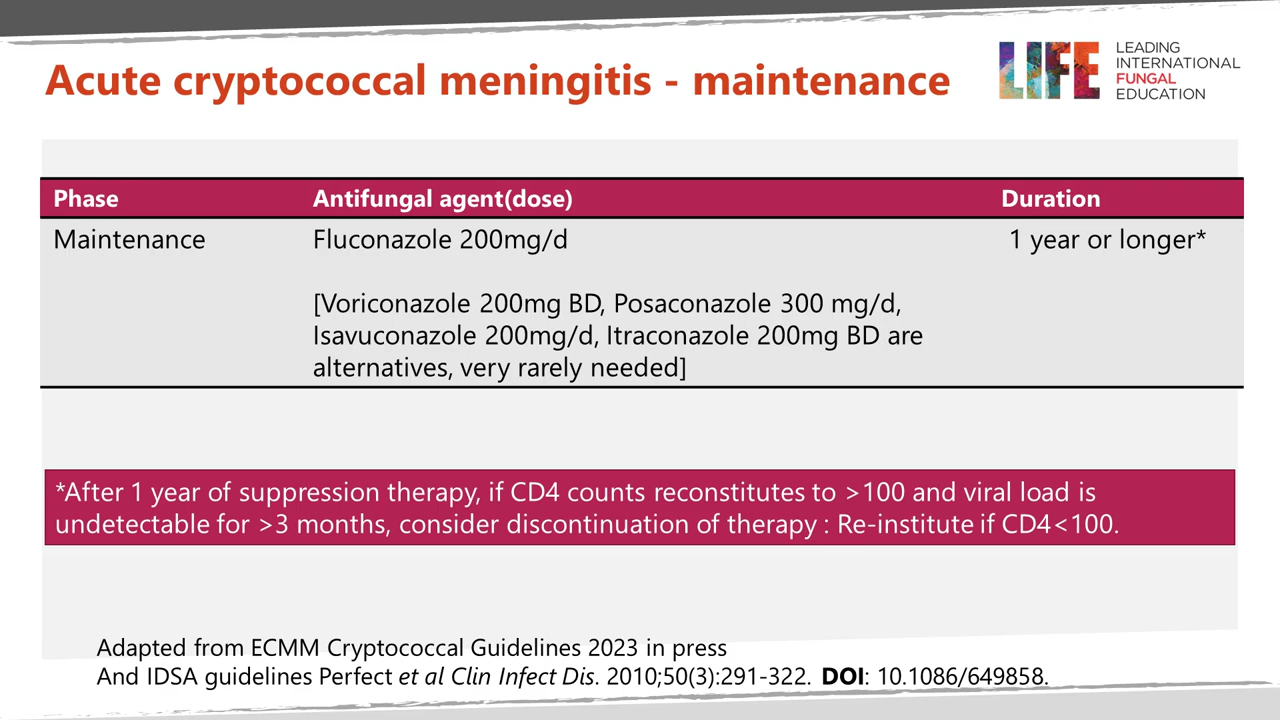 Acute cryptococcal meningitis - maintenance
LIFE
LEADING
INTERNATIONAL
FUNGAL
EDUCATION
Phase Antifungal agent(dose) Duration
Maintenance Fluconazole 200mg/d 1 year or longer*
[Voriconazole 200mg BD, Posaconazole 300 mg/d,
Isavuconazole 200mg/d, Itraconazole 200mg BD are
alternatives, very rarely needed]
*After 1 year of suppression therapy, if CD4 counts reconstitutes to >100 and viral load is
undetectable for >3 months, consider discontinuation of therapy : Re-institute if CD4<100.
Adapted from ECMM Cryptococcal Guidelines 2023 in press
And IDSA guidelines Perfect et al Clin Infect Dis. 2010;50(3):291-322. DOI: 10.1086/649858.